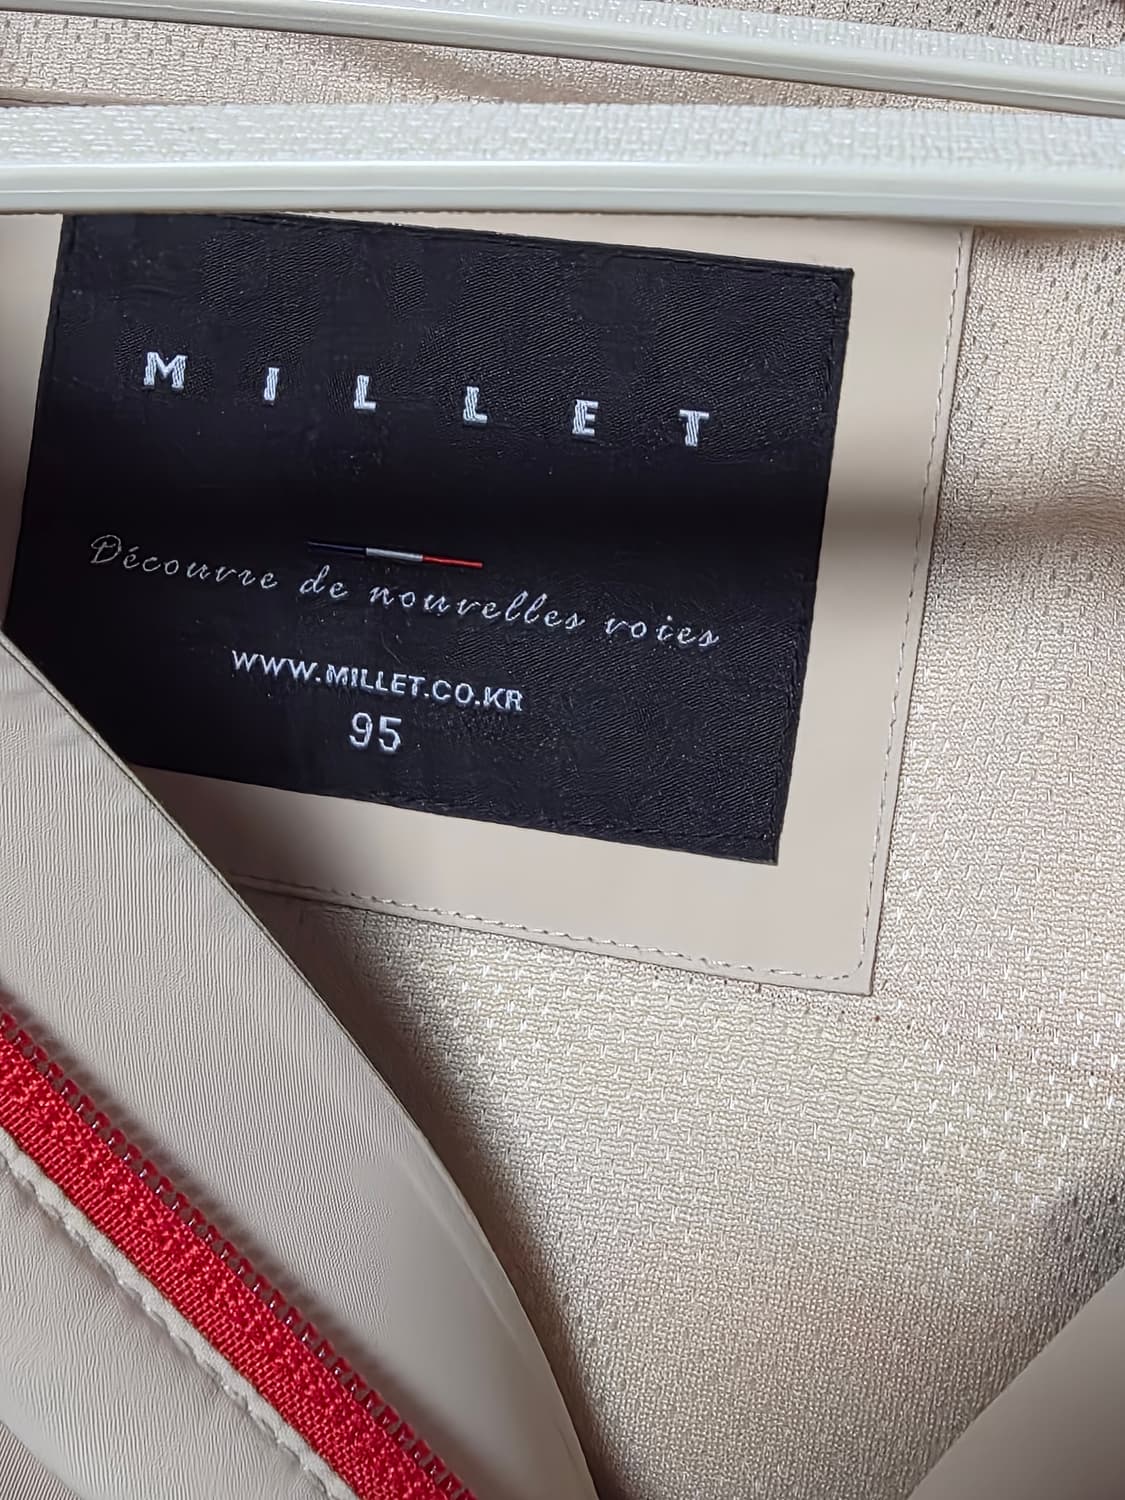 MILLET
Découvre de nouvelles voies
WWW.MILLET.CO.KR
95